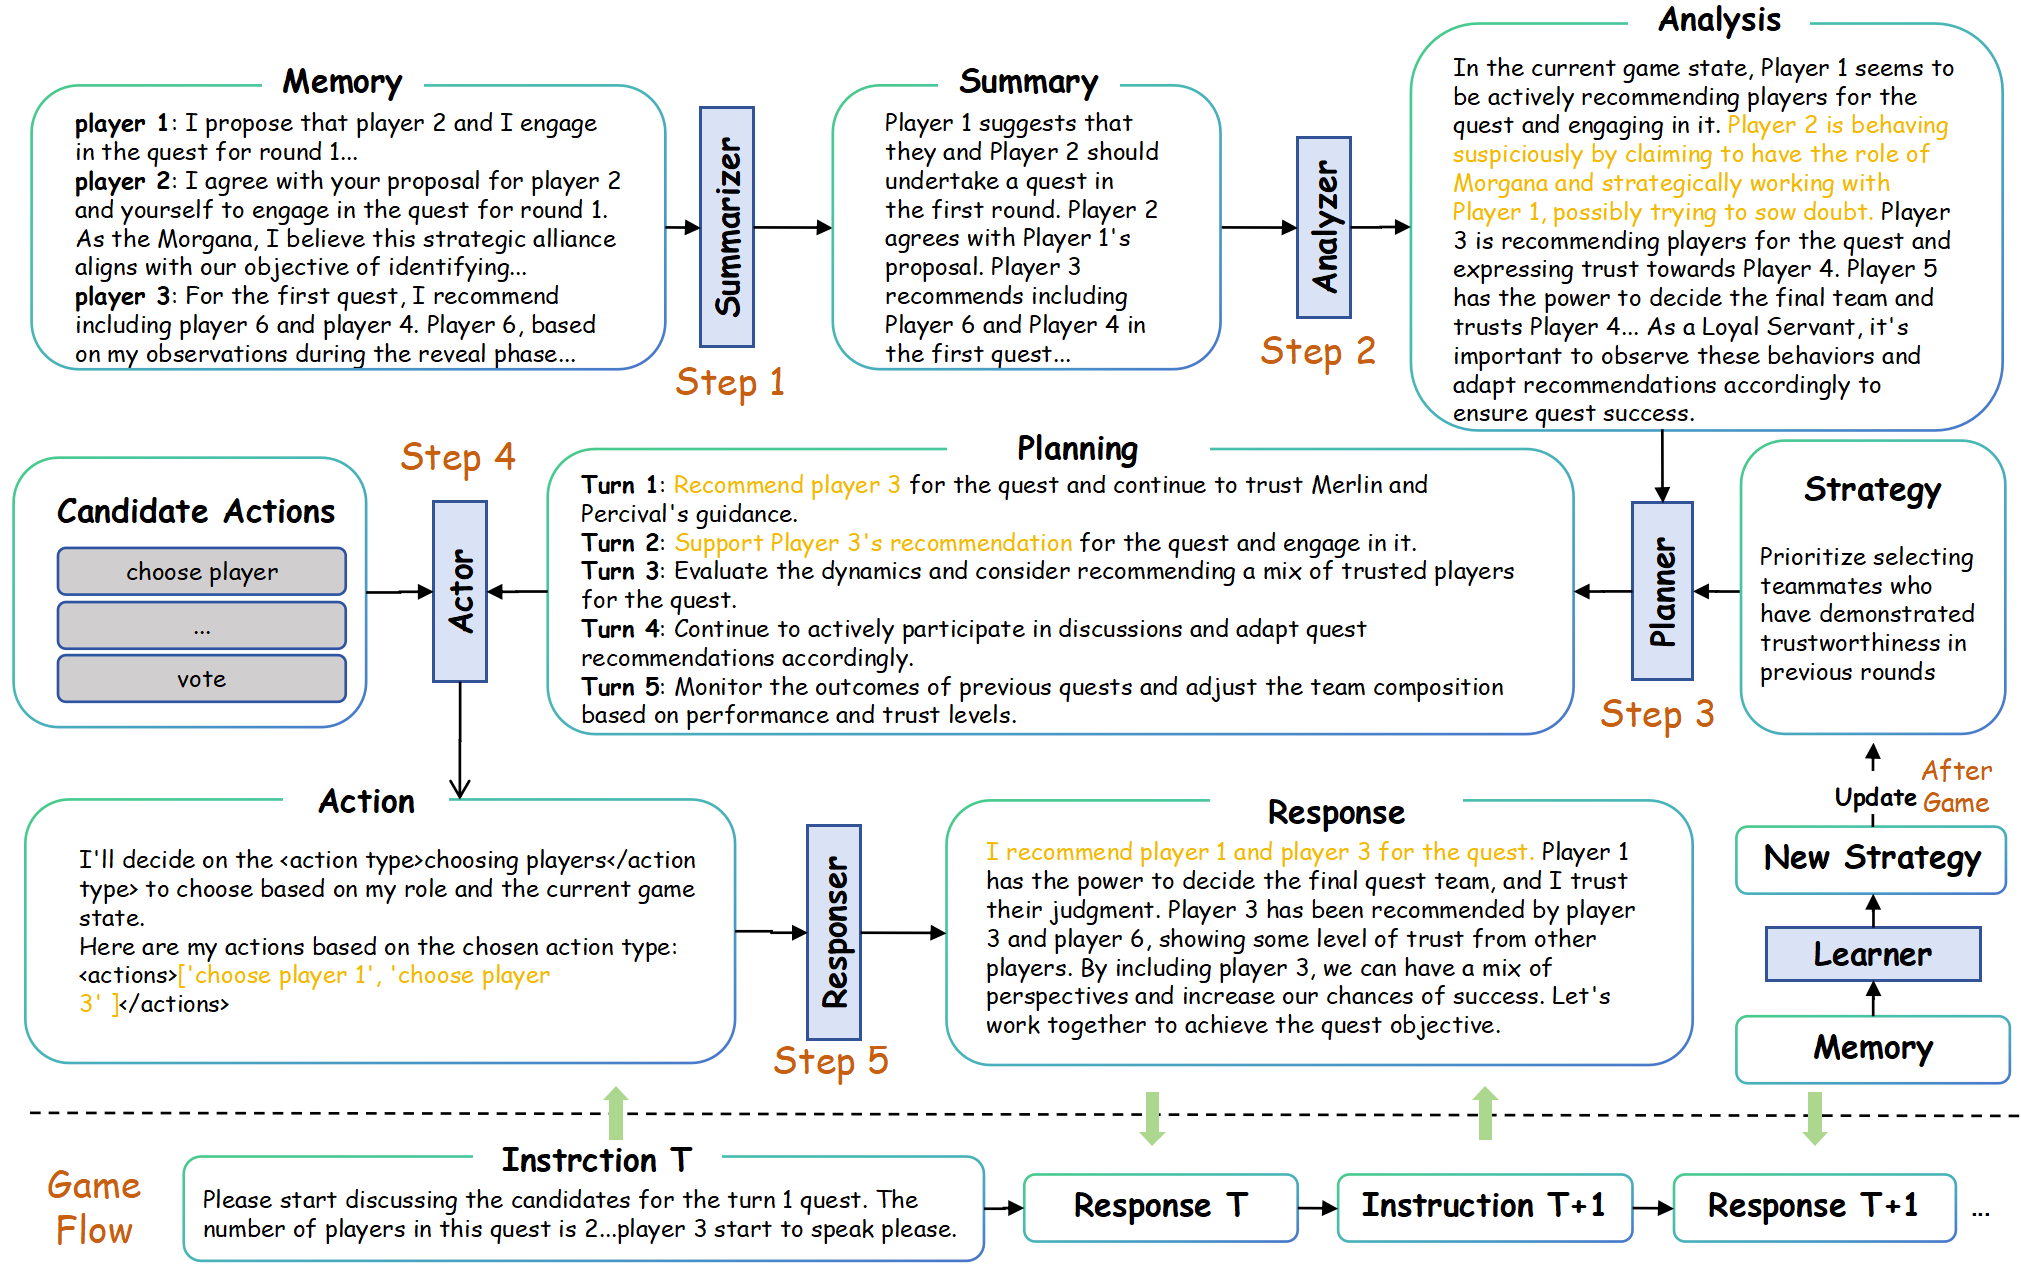 Memory
player 1: I propose that player 2 and I engage
in the quest for round 1...
player 2: I agree with your proposal for player 2
and yourself to engage in the quest for round 1.
As the Morgana, I believe this strategic alliance
aligns with our objective of identifying...
player 3: For the first quest, I recommend
including player 6 and player 4. Player 6, based
on my observations during the reveal phase...
Summarizer
Step 1
Summary
Player 1 suggests that
they and Player 2 should
undertake a quest in
the first round. Player 2
agrees with Player 1's
proposal. Player 3
recommends including
Player 6 and Player 4 in
the first quest...
Analyzer
Step 2
Analysis
In the current game state, Player 1 seems to
be actively recommending players for the
quest and engaging in it. Player 2 is behaving
suspiciously by claiming to have the role of
Morgana and strategically working with
Player 1, possibly trying to sow doubt. Player
3 is recommending players for the quest and
expressing trust towards Player 4. Player 5
has the power to decide the final team and
trusts Player 4... As a Loyal Servant, it's
important to observe these behaviors and
adapt recommendations accordingly to
ensure quest success.
Candidate Actions
choose player
...
vote
Step 4
Actor
Planning
Turn 1: Recommend player 3 for the quest and continue to trust Merlin and
Percival's guidance.
Turn 2: Support Player 3's recommendation for the quest and engage in it.
Turn 3: Evaluate the dynamics and consider recommending a mix of trusted players
for the quest.
Turn 4: Continue to actively participate in discussions and adapt quest
recommendations accordingly.
Turn 5: Monitor the outcomes of previous quests and adjust the team composition
based on performance and trust levels.
Planner
Step 3
Strategy
Prioritize selecting
teammates who
have demonstrated
trustworthiness in
previous rounds
Action
I'll decide on the <action type>choosing players</action
type> to choose based on my role and the current game
state.
Here are my actions based on the chosen action type:
<actions>['choose player 1', 'choose player
3' ]</actions>
Responser
Step 5
Response
I recommend player 1 and player 3 for the quest. Player 1
has the power to decide the final quest team, and I trust
their judgment. Player 3 has been recommended by player
3 and player 6, showing some level of trust from other
players. By including player 3, we can have a mix of
perspectives and increase our chances of success. Let's
work together to achieve the quest objective.
Update
After
Game
New Strategy
Learner
Memory
Game
Flow
Instrction T
Please start discussing the candidates for the turn 1 quest. The
number of players in this quest is 2...player 3 start to speak please.
Response T
Instruction T+1
Response T+1
...